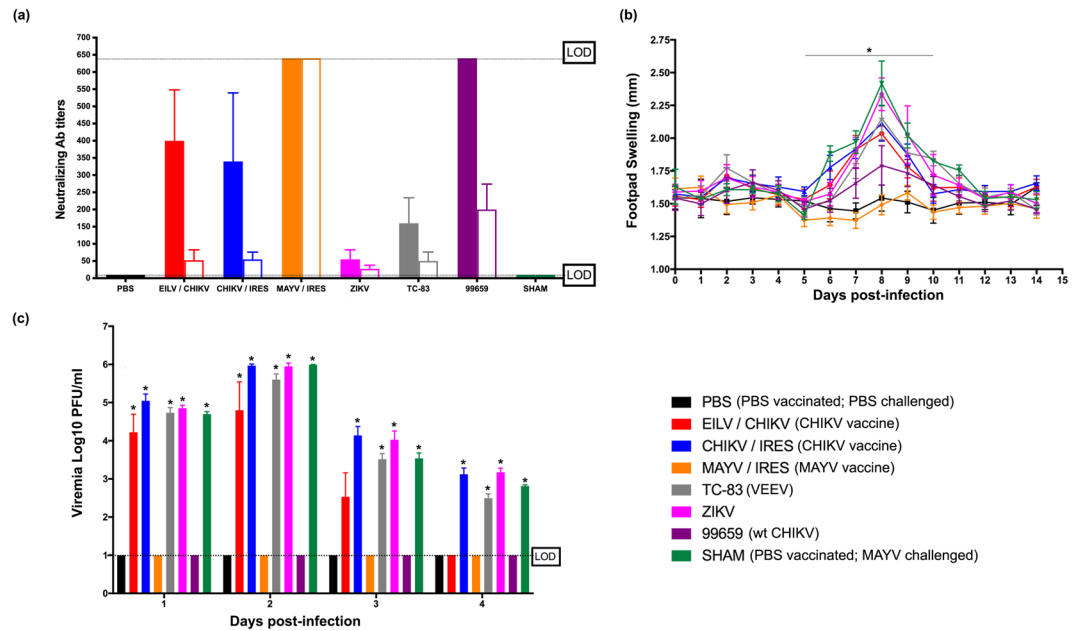 (a)
Neutralizing Ab titers
700
650
600
550
500
450
400
350
300
250
200
150
100
50
0
LOD
LOD
PBS
EILV / CHIKV
CHIKV / IRES
MAYV / IRES
ZIKV
TC-83
99659
SHAM
(b)
Footpad Swelling (mm)
2.75
2.50
2.25
2.00
1.75
1.50
1.25
1.00
*
0 1 2 3 4 5 6 7 8 9 10 11 12 13 14 15
Days post-infection
(c)
Viremia Log10 PFU/ml
7
6
5
4
3
2
1
0
* * * * *
* * * * *
* * * *
* * * *
LOD
1 2 3 4
Days post-infection
PBS (PBS vaccinated; PBS challenged)
EILV / CHIKV (CHIKV vaccine)
CHIKV / IRES (CHIKV vaccine)
MAYV / IRES (MAYV vaccine)
TC-83 (VEEV)
ZIKV
99659 (wt CHIKV)
SHAM (PBS vaccinated; MAYV challenged)